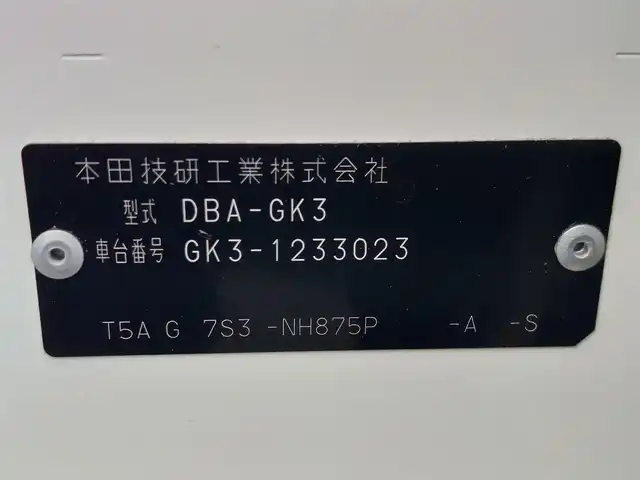 本田技研工業株式会社
型式 DBA-GK3
車台番号 GK3-1233023
T5A G 7S3 -NH875P -A -S